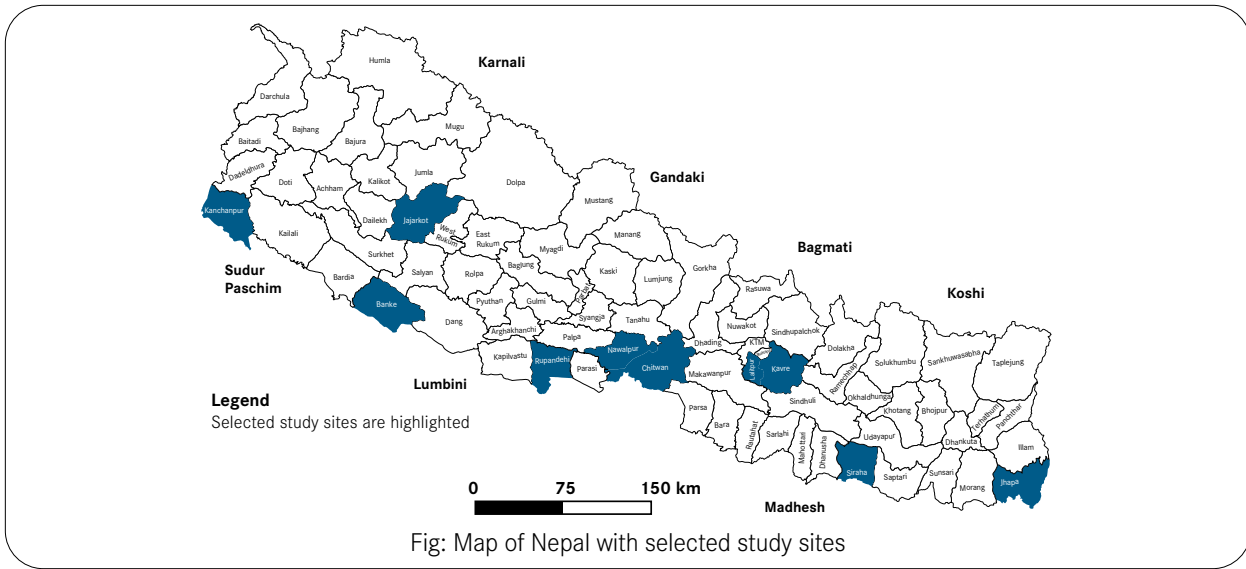 Humla
Karnali
Darchula
Bajhang
Mugu
Baitadi
Bajura
Dadeldhura
Jumla
Doti
Achham
Kalikot
Dolpa
Gandaki
Mustang
Kanchanpur
Dailekh
Jajarkot
West
Rukum
East
Rukum
Manang
Kailali
Myagdi
Bagmati
Surkhet
Baglung
Kaski
Lumjung
Gorkha
Sudur
Paschim
Bardia
Salyan
Rolpa
Rasuwa
Koshi
Banke
Pyuthan
Gulmi
Syangja
Tanahu
Nuwakot
Sindhupalchok
Dang
Arghakhanchi
Palpa
Dhading
KTM
Dolakha
Ramechhap
Solukhumbu
Sankhuwasabha
Taplejung
Kapilvastu
Rupandehi
Parasi
Nawalpur
Chitwan
Makawanpur
Lalitpur
Kavre
Lumbini
Sindhuli
Okhaldhunga
Khotang
Bhojpur
Terhathum
Panchthar
Parsa
Bara
Rautahat
Sarlahi
Mahottari
Dhanusha
Udayapur
Dhankuta
Illam
Siraha
Saptari
Sunsari
Morang
Jhapa
Madhesh
Legend
Selected study sites are highlighted
0 75 150 km
Fig: Map of Nepal with selected study sites